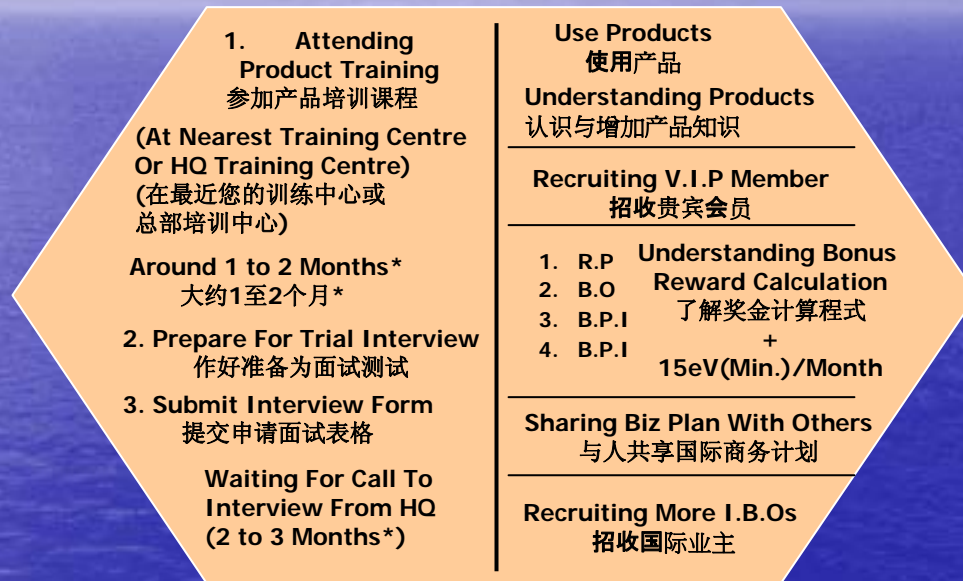 1. Attending
Product Training
参加产品培训课程
(At Nearest Training Centre
Or HQ Training Centre)
(在最近您的训练中心或
总部培训中心)
Around 1 to 2 Months*
大约1至2个月*
2. Prepare For Trial Interview
作好准备为面试测试
3. Submit Interview Form
提交申请面试表格
Waiting For Call To
Interview From HQ
(2 to 3 Months*)
Use Products
使用产品
Understanding Products
认识与增加产品知识
Recruiting V.I.P Member
招收贵宾会员
1. R.P
2. B.O
3. B.P.I
4. B.P.I
Understanding Bonus
Reward Calculation
了解奖金计算程式
+
15eV(Min.)/Month
Sharing Biz Plan With Others
与人共享国际商务计划
Recruiting More I.B.Os
招收国际业主